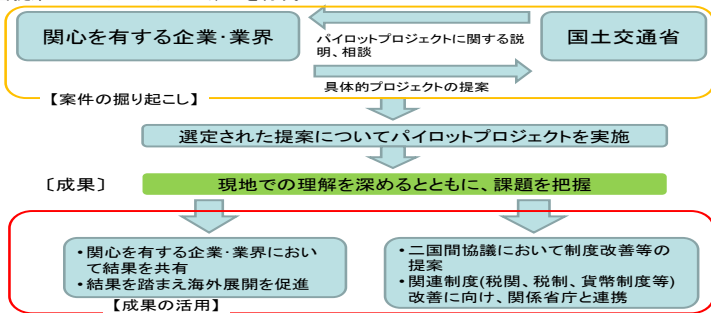 関心を有する企業・業界
パイロットプロジェクトに関する説
明、相談
国土交通省
具体的プロジェクトの提案
【案件の掘り起こし】
選定された提案についてパイロットプロジェクトを実施
〔成果〕
現地での理解を深めるとともに、課題を把握
・関心を有する企業・業界におい
て結果を共有
・結果を踏まえ海外展開を促進
・二国間協議において制度改善等の
提案
・関連制度(税関、税制、貨幣制度等)
改善に向け、関係省庁と連携
【成果の活用】